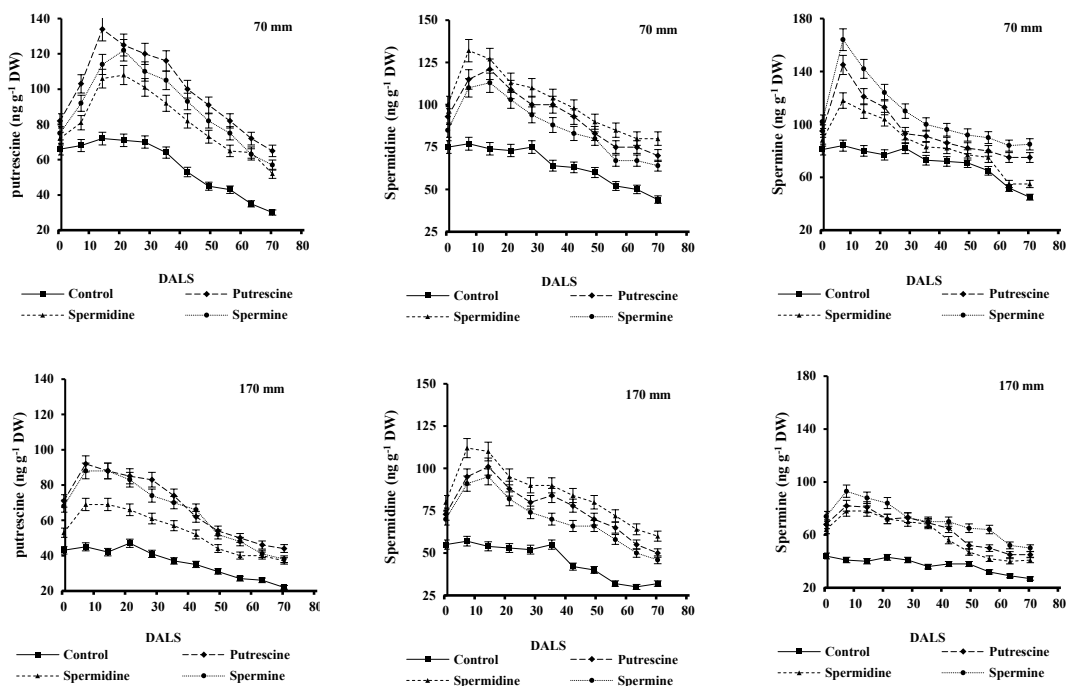 70 mm
putrescine (ng g-1 DW)
140
120
100
80
60
40
20
0 10 20 30 40 50 60 70 80
DALS
Control Putrescine
Spermidine Spermine
70 mm
Spermidine (ng g-1 DW)
150
125
100
75
50
25
0 10 20 30 40 50 60 70 80
DALS
Control Putrescine
Spermidine Spermine
70 mm
Spermine (ng g-1 DW)
180
140
100
60
20
0 10 20 30 40 50 60 70 80
DALS
Control Putrescine
Spermidine Spermine
170 mm
putrescine (ng g-1 DW)
140
120
100
80
60
40
20
0 10 20 30 40 50 60 70 80
DALS
Control Putrescine
Spermidine Spermine
170 mm
Spermidine (ng g-1 DW)
150
125
100
75
50
25
0 10 20 30 40 50 60 70 80
DALS
Control Putrescine
Spermidine Spermine
170 mm
Spermine (ng g-1 DW)
180
140
100
60
20
0 10 20 30 40 50 60 70 80
DALS
Control Putrescine
Spermidine Spermine